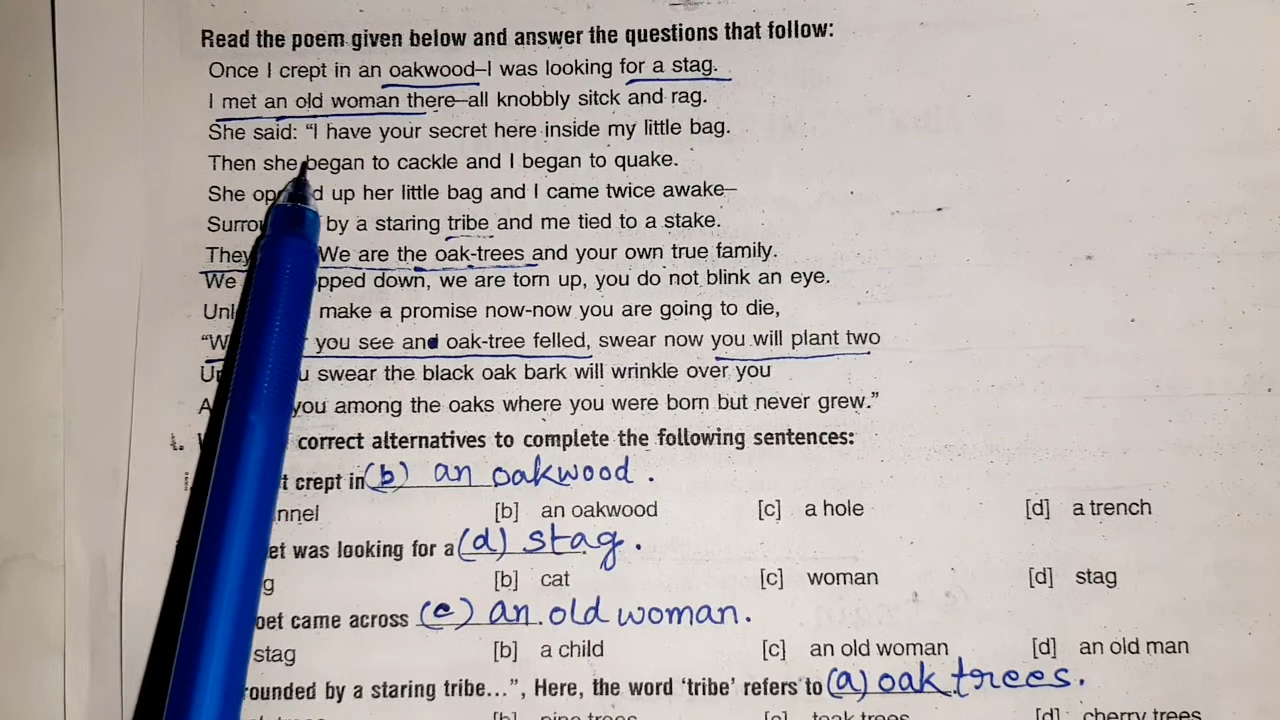 Read the poem given below and answer the questions that follow:
Once I crept in an oakwood–I was looking for a stag.
I met an old woman there–all knobbly sitck and rag.
She said: “I have your secret here inside my little bag.
Then she began to cackle and I began to quake.
She up her little bag and I came twice awake–
by a staring tribe and me tied to a stake.
They We are the oak-trees and your own true family.
We down, we are torn up, you do not blink an eye.
make a promise now-now you are going to die,
you see and oak-tree felled, swear now you will plant two
swear the black oak bark will wrinkle over you
you among the oaks where you were born but never grew.”
correct alternatives to complete the following sentences:
crept in (b) an oakwood.
[b] an oakwood [c] a hole [d] a trench
was looking for a (d) stag.
[b] cat [c] woman [d] stag
came across (c) an old woman.
stag [b] a child [c] an old woman [d] an old man
by a staring tribe...”, Here, the word ‘tribe’ refers to (a) oak trees.
[b] pine trees [c] teak trees [d] cherry trees